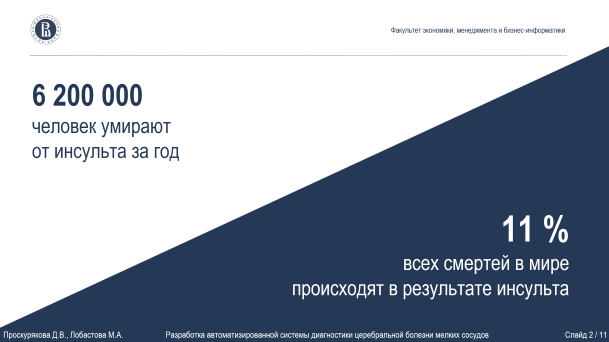 Факультет экономики, менеджмента и бизнес-информатики
6 200 000
человек умирают
от инсульта за год
11 %
всех смертей в мире
происходят в результате инсульта
Проскурякова Д.В., Лобастова М.А.
Разработка автоматизированной системы диагностики церебральной болезни мелких сосудов
Слайд 2 / 11